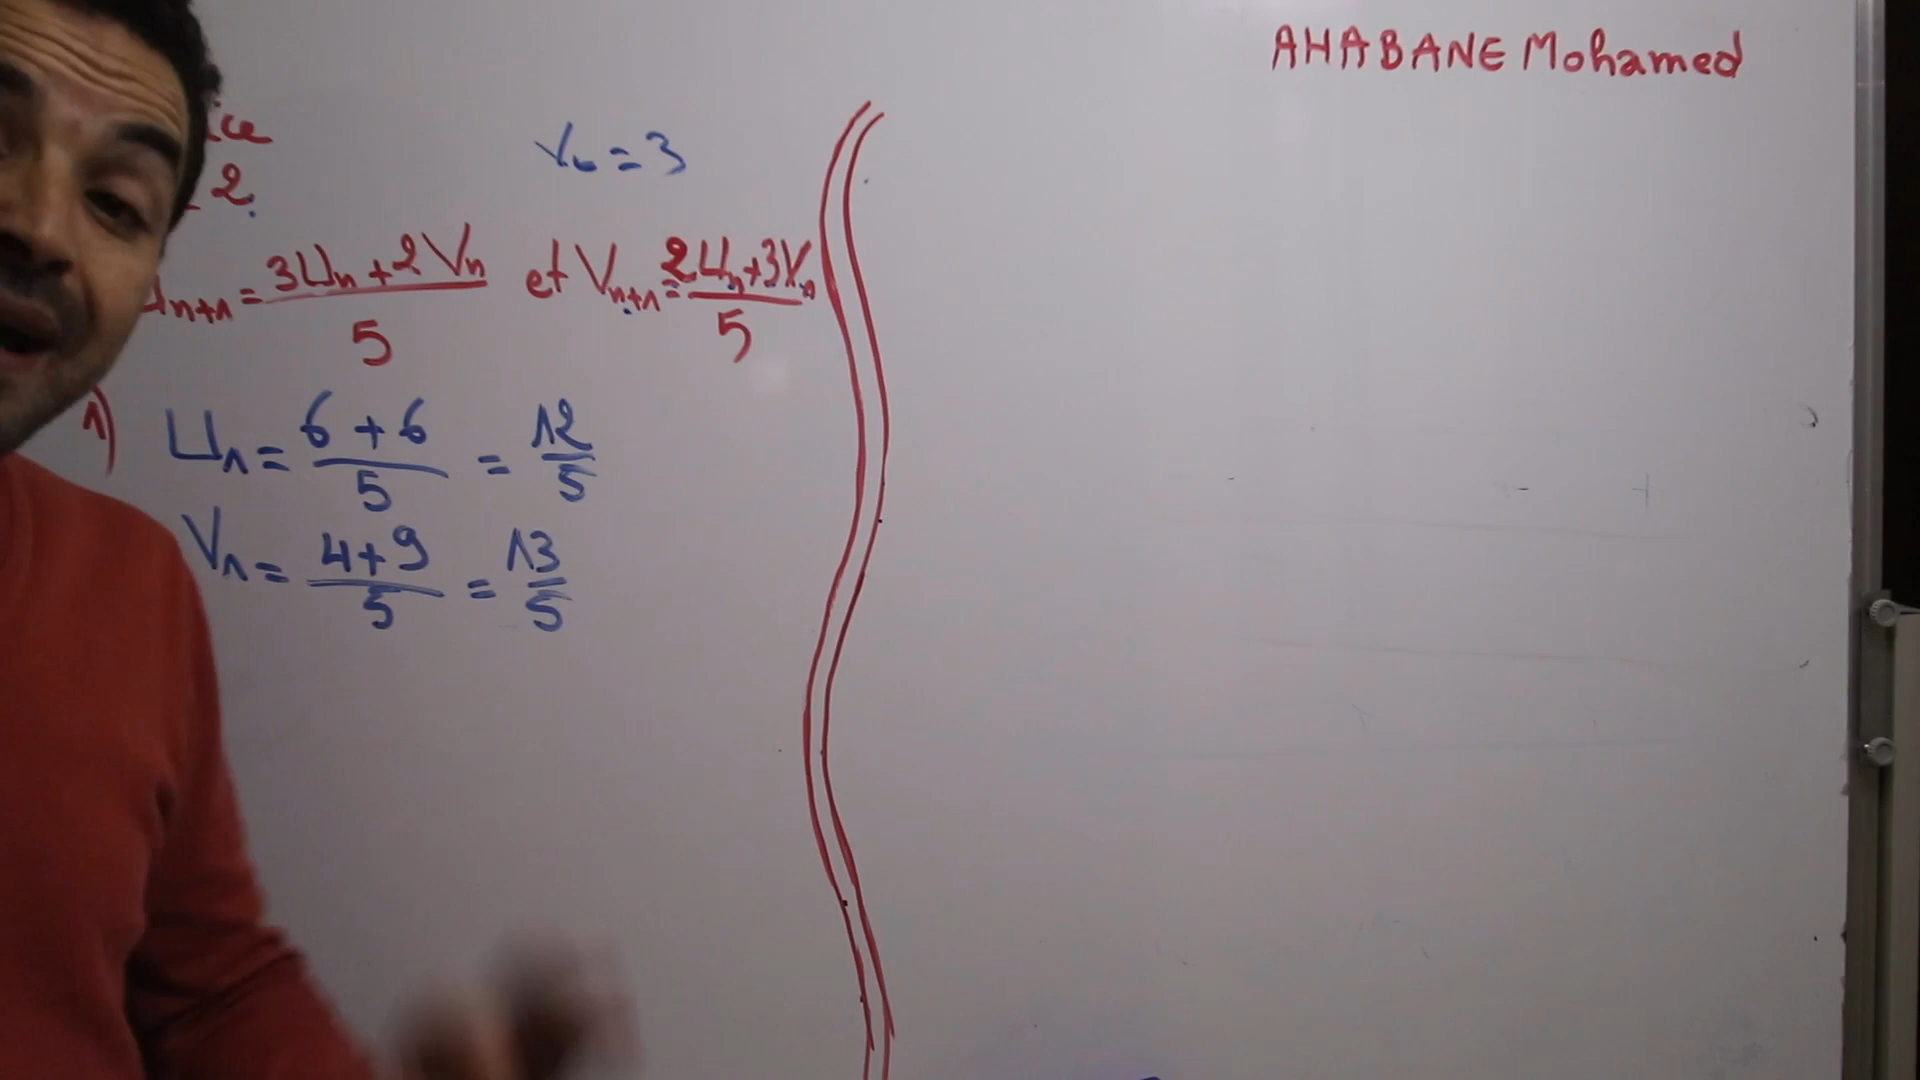 AHABANE Mohamed
V₀ = 3
2
n+1 = 3Un + 2Vn / 5 et Vn+1 = 2Un + 3Vn / 5
1) U1 = 6 + 6 / 5 = 12 / 5
V1 = 4 + 9 / 5 = 13 / 5